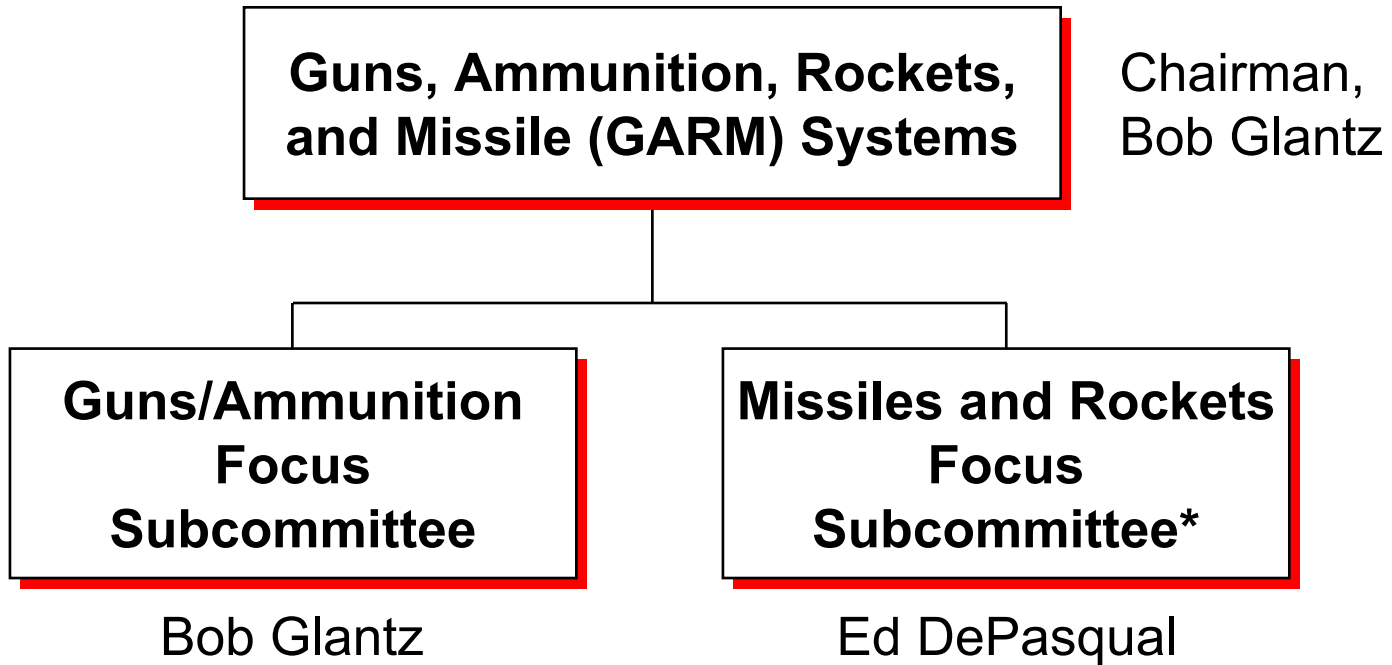 Guns, Ammunition, Rockets,
and Missile (GARM) Systems
Chairman,
Bob Glantz
Guns/Ammunition
Focus
Subcommittee
Bob Glantz
Missiles and Rockets
Focus
Subcommittee*
Ed DePasqual